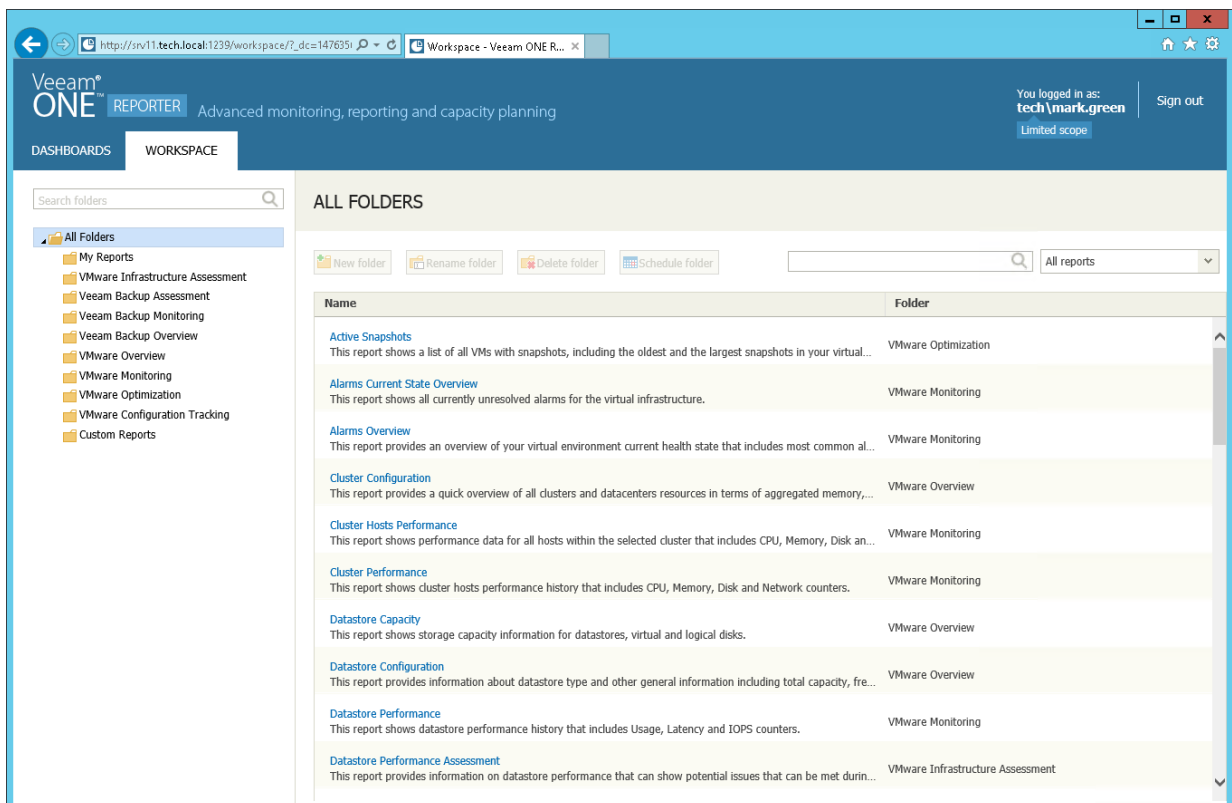 http://srv11.tech.local:1239/workspace/?_dc=147635
Workspace - Veeam ONE R...
Veeam®
ONE™ REPORTER Advanced monitoring, reporting and capacity planning
You logged in as:
tech\mark.green
Limited scope
Sign out
DASHBOARDS WORKSPACE
Search folders
All Folders
My Reports
VMware Infrastructure Assessment
Veeam Backup Assessment
Veeam Backup Monitoring
Veeam Backup Overview
VMware Overview
VMware Monitoring
VMware Optimization
VMware Configuration Tracking
Custom Reports
ALL FOLDERS
New folder Rename folder Delete folder Schedule folder All reports
Name Folder
Active Snapshots
This report shows a list of all VMs with snapshots, including the oldest and the largest snapshots in your virtual... VMware Optimization
Alarms Current State Overview
This report shows all currently unresolved alarms for the virtual infrastructure. VMware Monitoring
Alarms Overview
This report provides an overview of your virtual environment current health state that includes most common al... VMware Monitoring
Cluster Configuration
This report provides a quick overview of all clusters and datacenters resources in terms of aggregated memory,... VMware Overview
Cluster Hosts Performance
This report shows performance data for all hosts within the selected cluster that includes CPU, Memory, Disk an... VMware Monitoring
Cluster Performance
This report shows cluster hosts performance history that includes CPU, Memory, Disk and Network counters. VMware Monitoring
Datastore Capacity
This report shows storage capacity information for datastores, virtual and logical disks. VMware Overview
Datastore Configuration
This report provides information about datastore type and other general information including total capacity, fre... VMware Overview
Datastore Performance
This report shows datastore performance history that includes Usage, Latency and IOPS counters. VMware Monitoring
Datastore Performance Assessment
This report provides information on datastore performance that can show potential issues that can be met durin... VMware Infrastructure Assessment